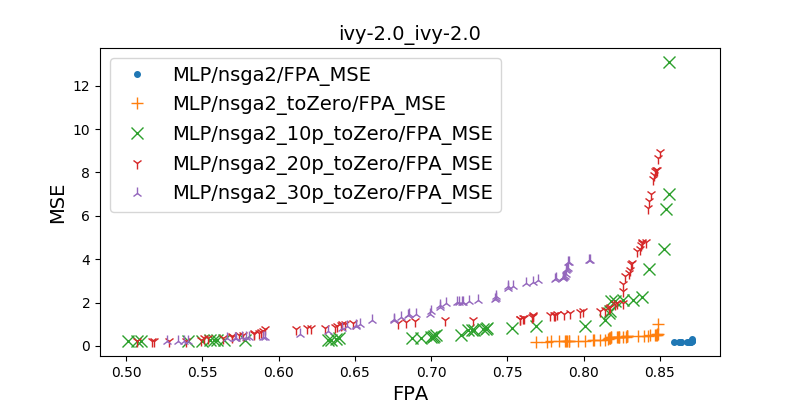 ivy-2.0_ivy-2.0
MLP/nsga2/FPA_MSE
MLP/nsga2_toZero/FPA_MSE
MLP/nsga2_10p_toZero/FPA_MSE
MLP/nsga2_20p_toZero/FPA_MSE
MLP/nsga2_30p_toZero/FPA_MSE
MSE
12
10
8
6
4
2
0
0.50 0.55 0.60 0.65 0.70 0.75 0.80 0.85
FPA